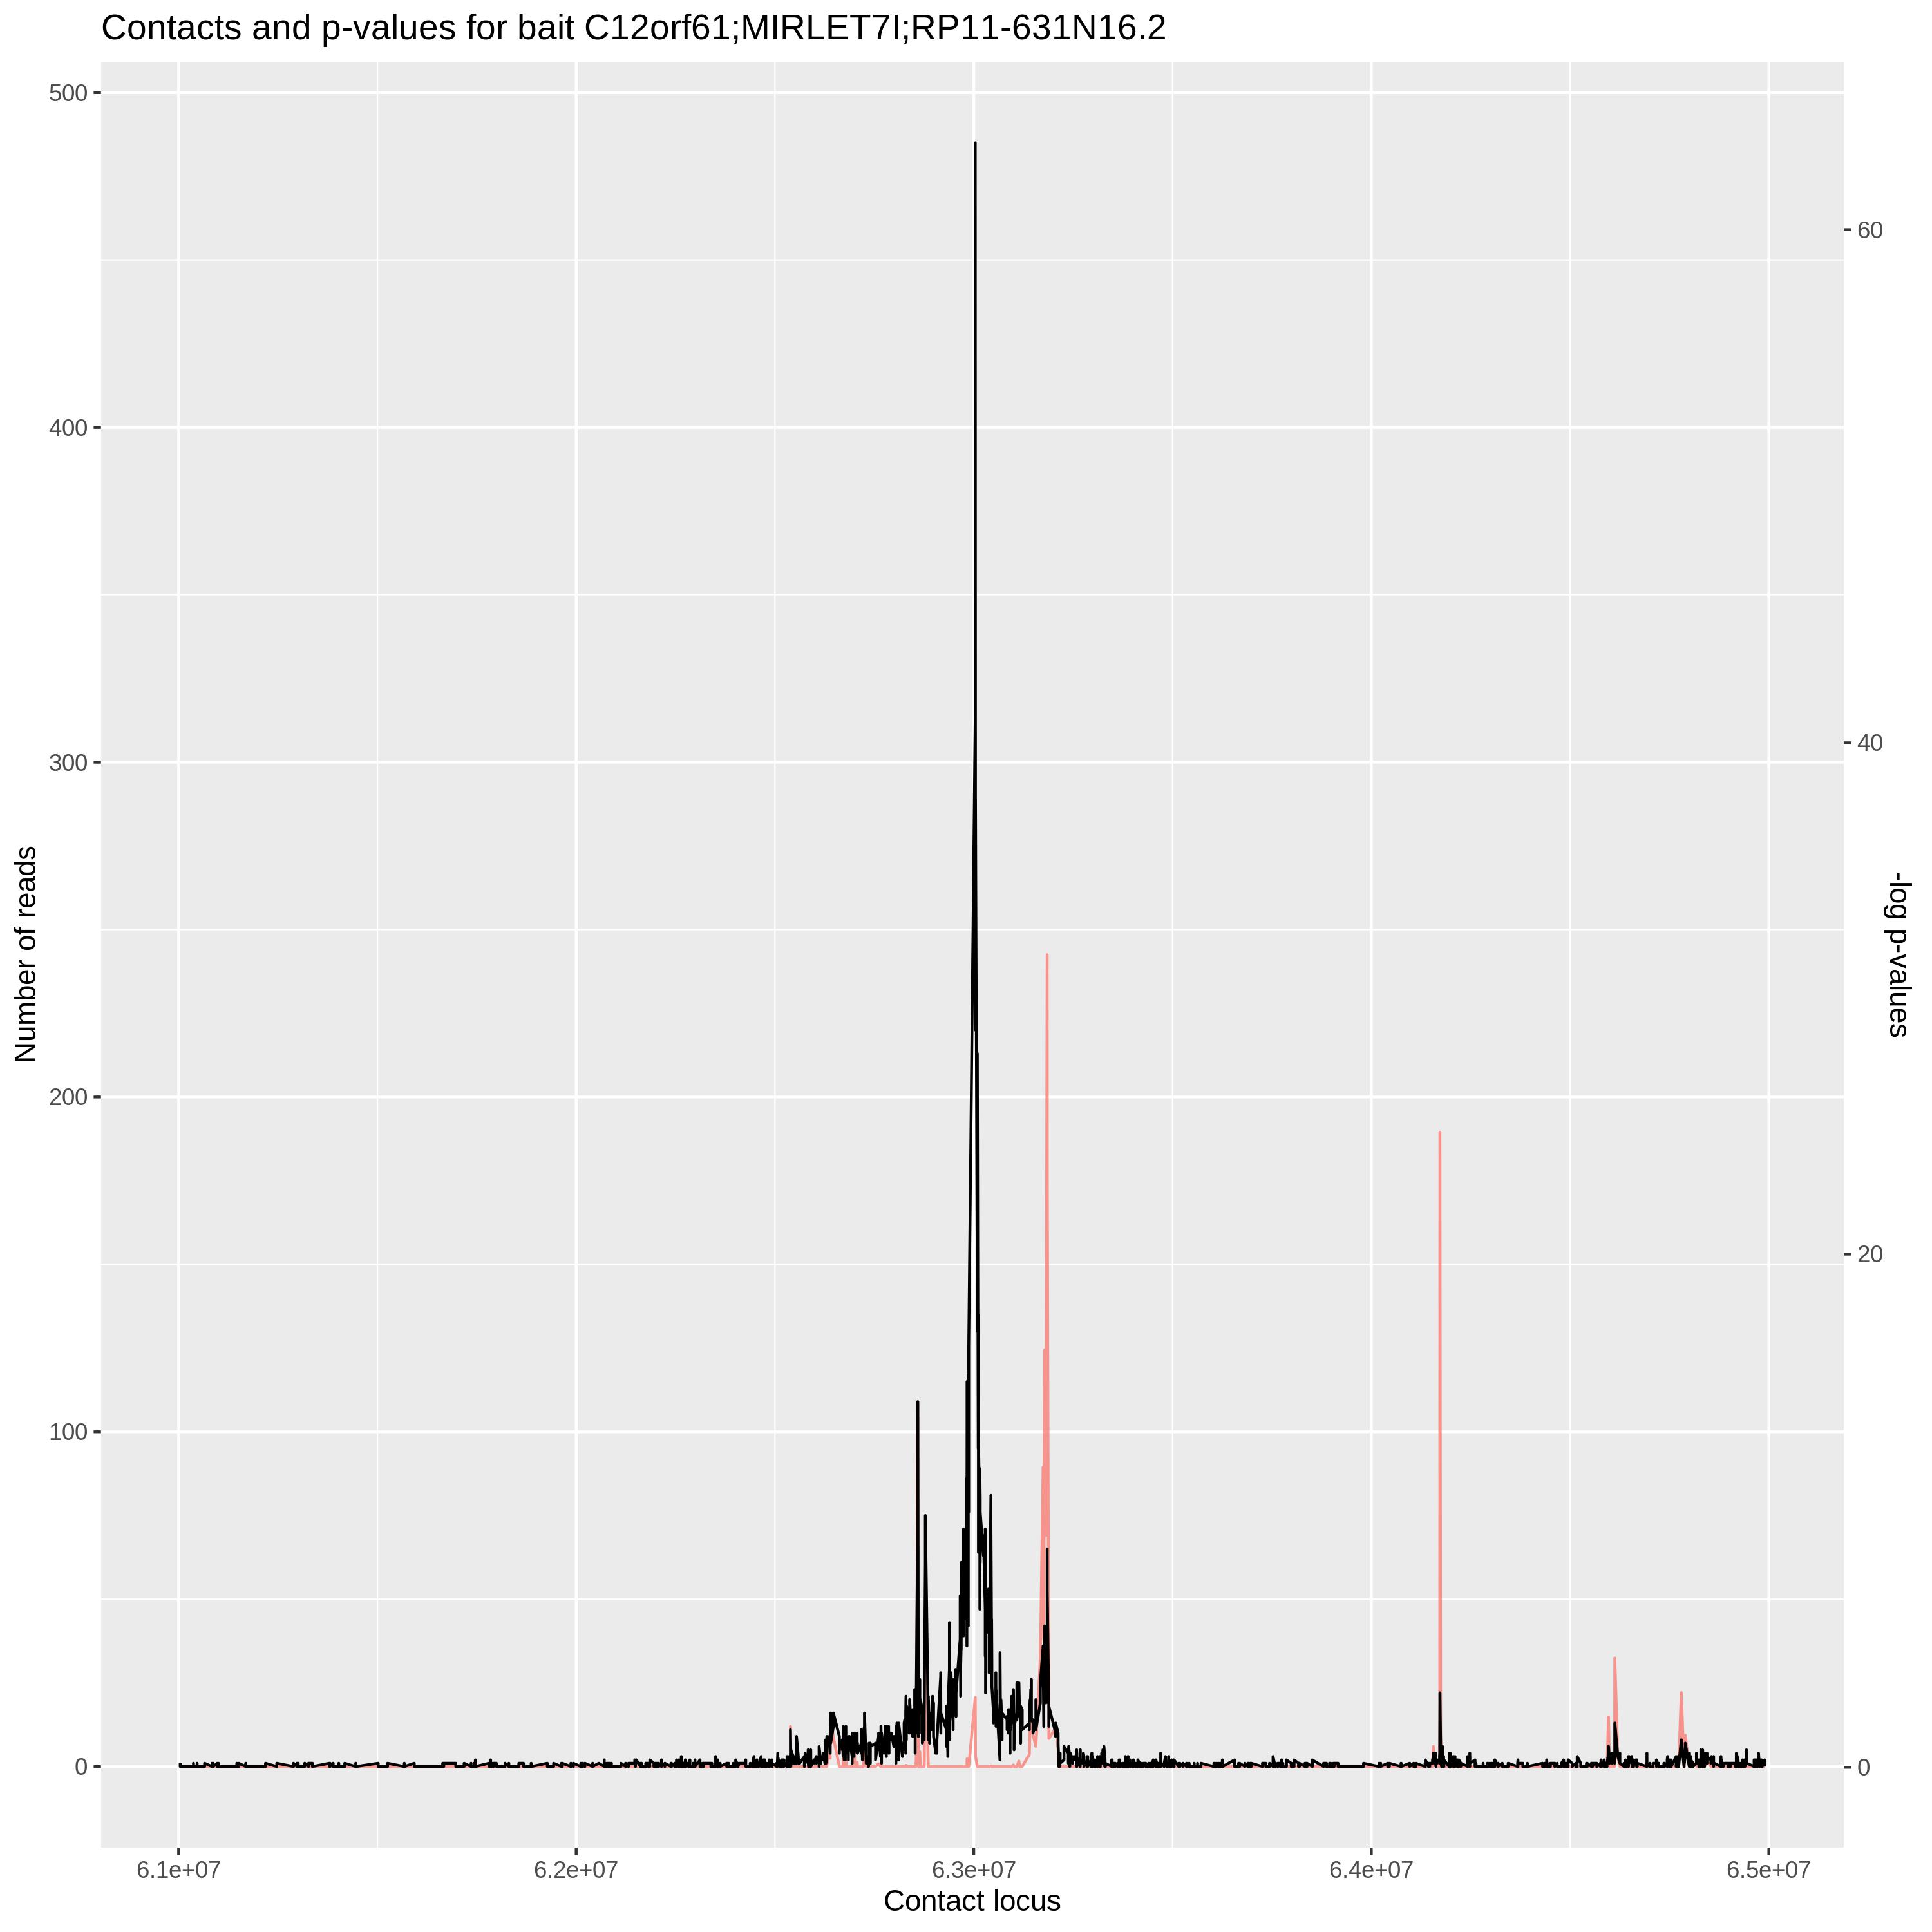 Contacts and p-values for bait C12orf61;MIRLET7I;RP11-631N16.2
500
400
300
200
100
0
Number of reads
60
40
20
0
-log p-values
6.1e+07
6.2e+07
6.3e+07
6.4e+07
6.5e+07
Contact locus